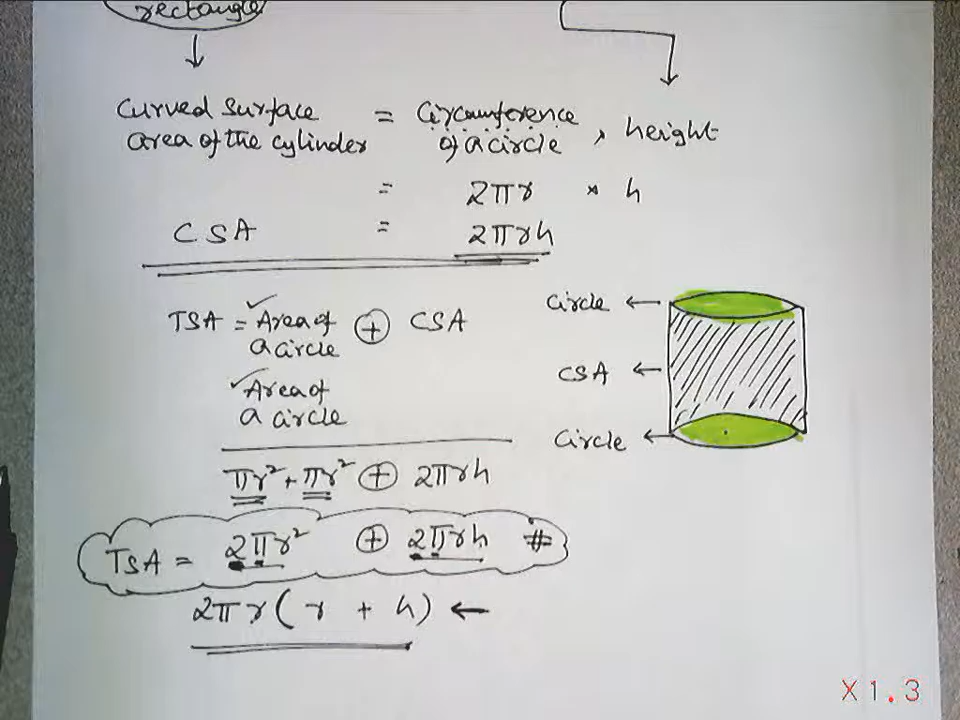 rectangle
Curved surface = Circumference
area of the cylinder of a circle , height
= 2πr × h
CSA = 2πrh
TSA = ✓Area of ⊕ CSA
a circle
✓Area of
a circle
πr² + πr² ⊕ 2πrh
TSA = 2πr² ⊕ 2πrh #
2πr( r + h) ←
Circle ←
CSA ←
Circle ←
X1.3